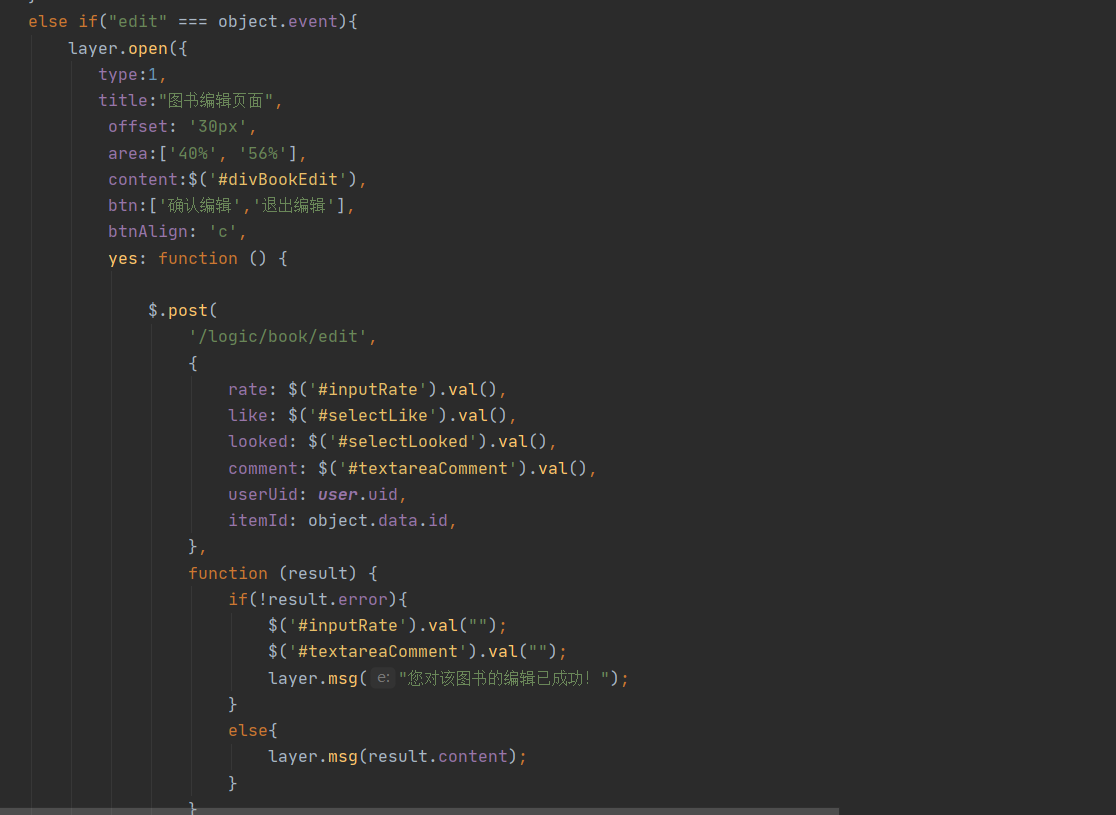 }
else if("edit" === object.event){
layer.open({
type:1,
title:"图书编辑页面",
offset: '30px',
area:['40%', '56%'],
content:$('#divBookEdit'),
btn:['确认编辑','退出编辑'],
btnAlign: 'c',
yes: function () {
$.post(
'/logic/book/edit',
{
rate: $('#inputRate').val(),
like: $('#selectLike').val(),
looked: $('#selectLooked').val(),
comment: $('#textareaComment').val(),
userUid: user.uid,
itemId: object.data.id,
},
function (result) {
if(!result.error){
$('#inputRate').val("");
$('#textareaComment').val("");
layer.msg( e: "您对该图书的编辑已成功！");
}
else{
layer.msg(result.content);
}
}